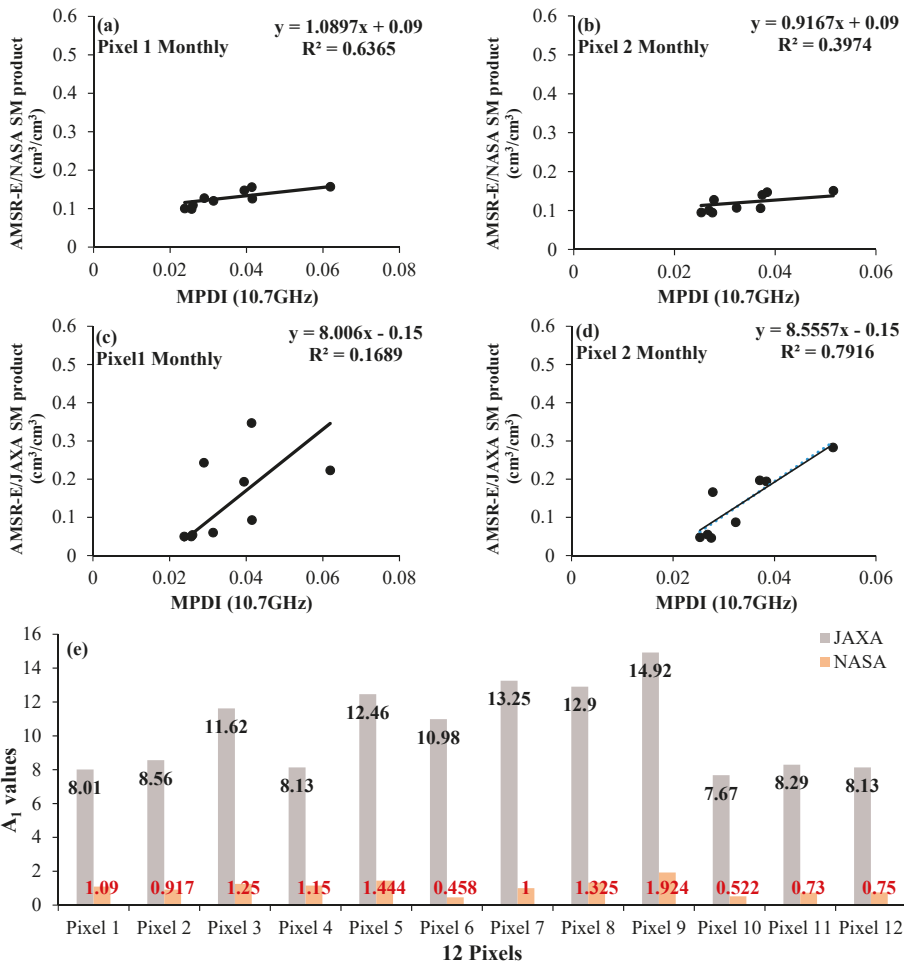 (a)
Pixel 1 Monthly
y = 1.0897x + 0.09
R² = 0.6365
AMSR-E/NASA SM product
(cm³/cm³)
0.6
0.5
0.4
0.3
0.2
0.1
0
0 0.02 0.04 0.06 0.08
MPDI (10.7GHz)
(b)
Pixel 2 Monthly
y = 0.9167x + 0.09
R² = 0.3974
AMSR-E/NASA SM product
(cm³/cm³)
0.6
0.5
0.4
0.3
0.2
0.1
0
0 0.02 0.04 0.06
MPDI (10.7GHz)
(c)
Pixel1 Monthly
y = 8.006x - 0.15
R² = 0.1689
AMSR-E/JAXA SM product
(cm³/cm³)
0.6
0.5
0.4
0.3
0.2
0.1
0
0 0.02 0.04 0.06 0.08
MPDI (10.7GHz)
(d)
Pixel 2 Monthly
y = 8.5557x - 0.15
R² = 0.7916
AMSR-E/JAXA SM product
(cm³/cm³)
0.6
0.5
0.4
0.3
0.2
0.1
0
0 0.02 0.04 0.06
MPDI (10.7GHz)
(e)
JAXA
NASA
A₁ values
16
14
12
10
8
6
4
2
0
8.01 8.56 11.62 8.13 12.46 10.98 13.25 12.9 14.92 7.67 8.29 8.13
1.09 0.917 1.25 1.15 1.444 0.458 1 1.325 1.924 0.522 0.73 0.75
Pixel 1 Pixel 2 Pixel 3 Pixel 4 Pixel 5 Pixel 6 Pixel 7 Pixel 8 Pixel 9 Pixel 10 Pixel 11 Pixel 12
12 Pixels